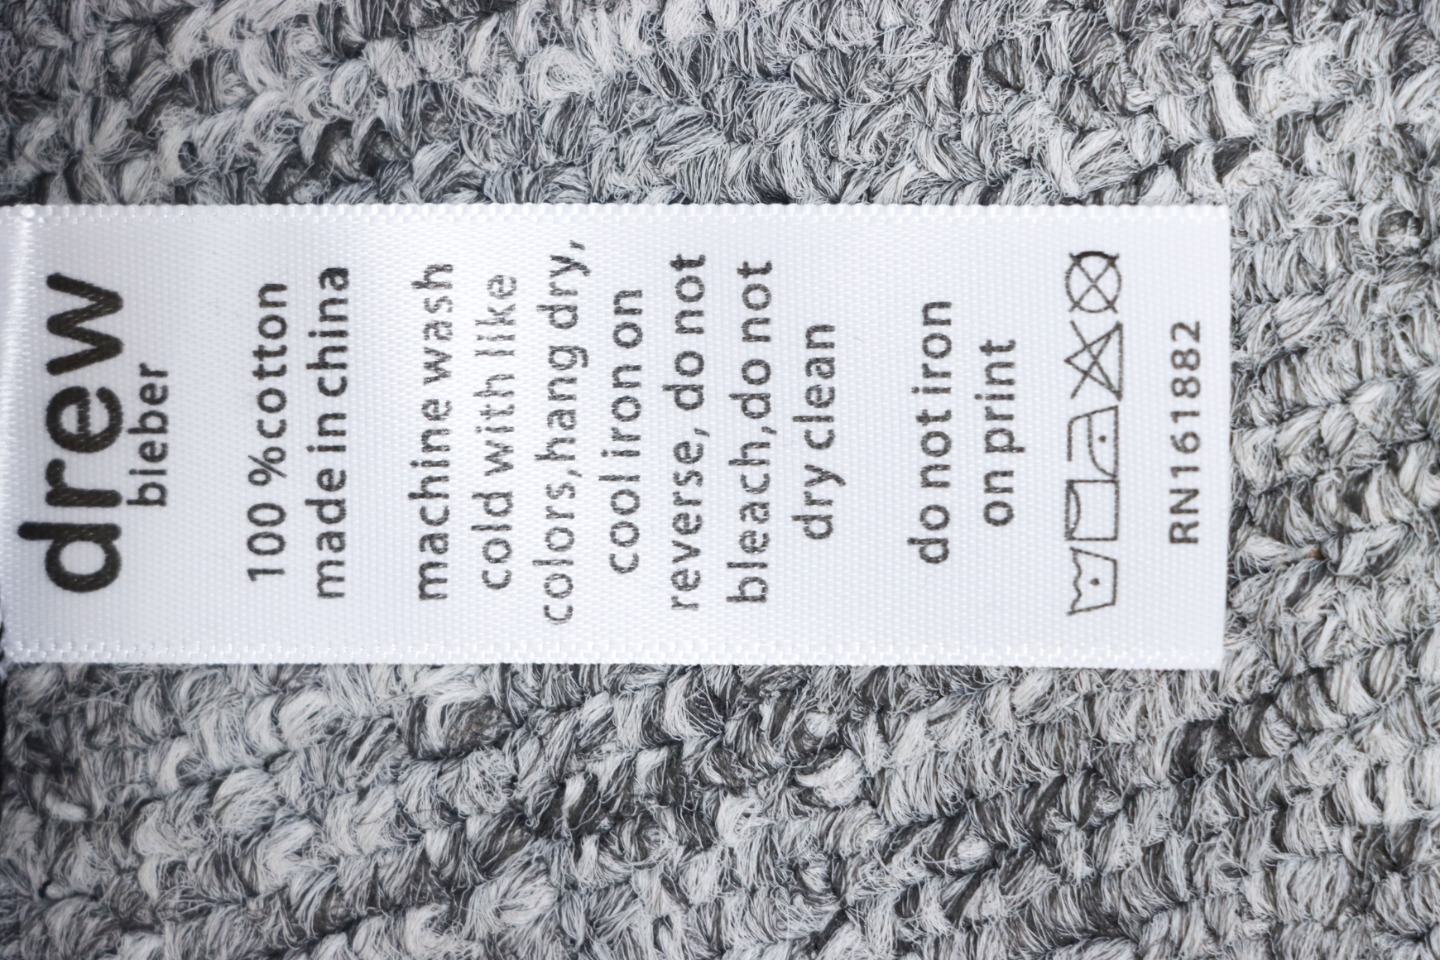 drew
bieber
100 %cotton
made in china
machine wash
cold with like
colors,hang dry,
cool iron on
reverse, do not
bleach,do not
dry clean
do not iron
on print
RN161882